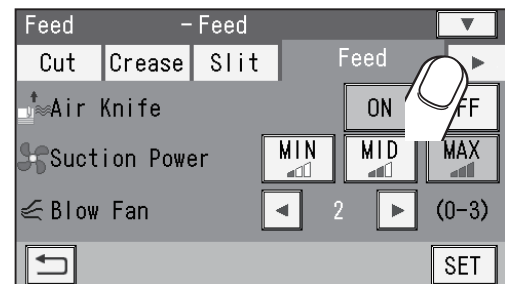 Feed - Feed ▼
Cut Crease Slit Feed ▶
Air Knife ON FF
Suction Power MIN MID MAX
Blow Fan ◀ 2 ▶ (0-3)
SET